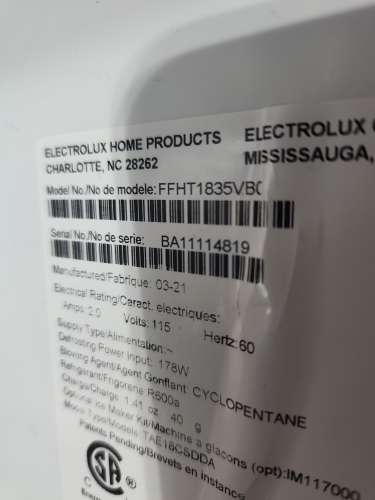 ELECTROLUX HOME PRODUCTS ELECTROLUX
CHARLOTTE, NC 28262 MISSISSAUGA,
Model No./No de modele: FFHT1835VB
Serial No./No de serie: BA11114819
Manufactured/Fabrique: 03-21
Electrical Rating/Caract. electriques:
Amps: 2.0 Volts: 115 Hertz: 60
Supply Type/Alimentation:~
Defrosting Power Input: 178W
Blowing Agent/Agent Gonflant: CYCLOPENTANE
Refrigerant/Frigorene R600a
Charge/Charge: 1.41 oz 40 g
Optional Ice Maker Kit/Machine a glacons (opt):IM117000
Model Type/Modele: TAE18CSDDA
Patents Pending/Brevets en instance
SA